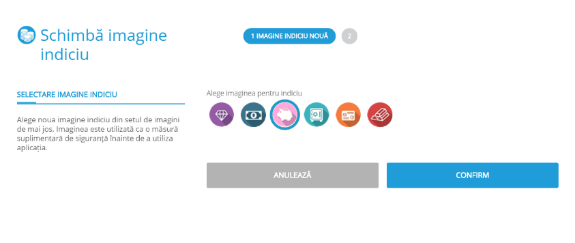 Schimbă imagine
indiciu
1 IMAGINE INDICIU NOUĂ
2
SELECTARE IMAGINE INDICIU
Alege noua imagine indiciu din setul de imagini
de mai jos. Imaginea este utilizată ca o măsură
suplimentară de siguranță înainte de a utiliza
aplicația.
Alege imaginea pentru indiciu
ANULEAZĂ
CONFIRM